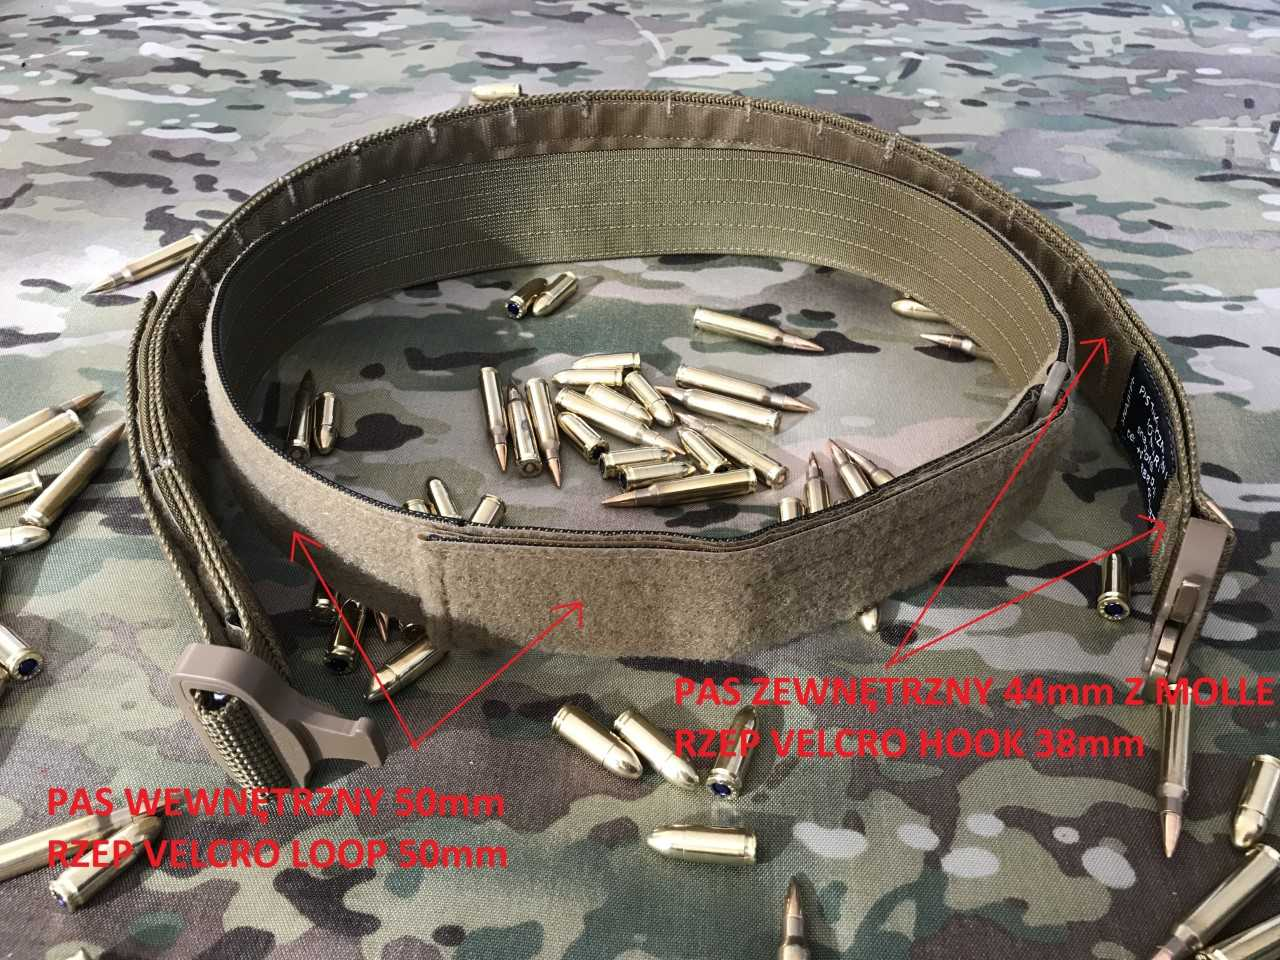 PAS ZEWNĘTRZNY 44mm Z MOLLE
RZEP VELCRO HOOK 38mm
PAS WEWNĘTRZNY 50mm
RZEP VELCRO LOOP 50mm